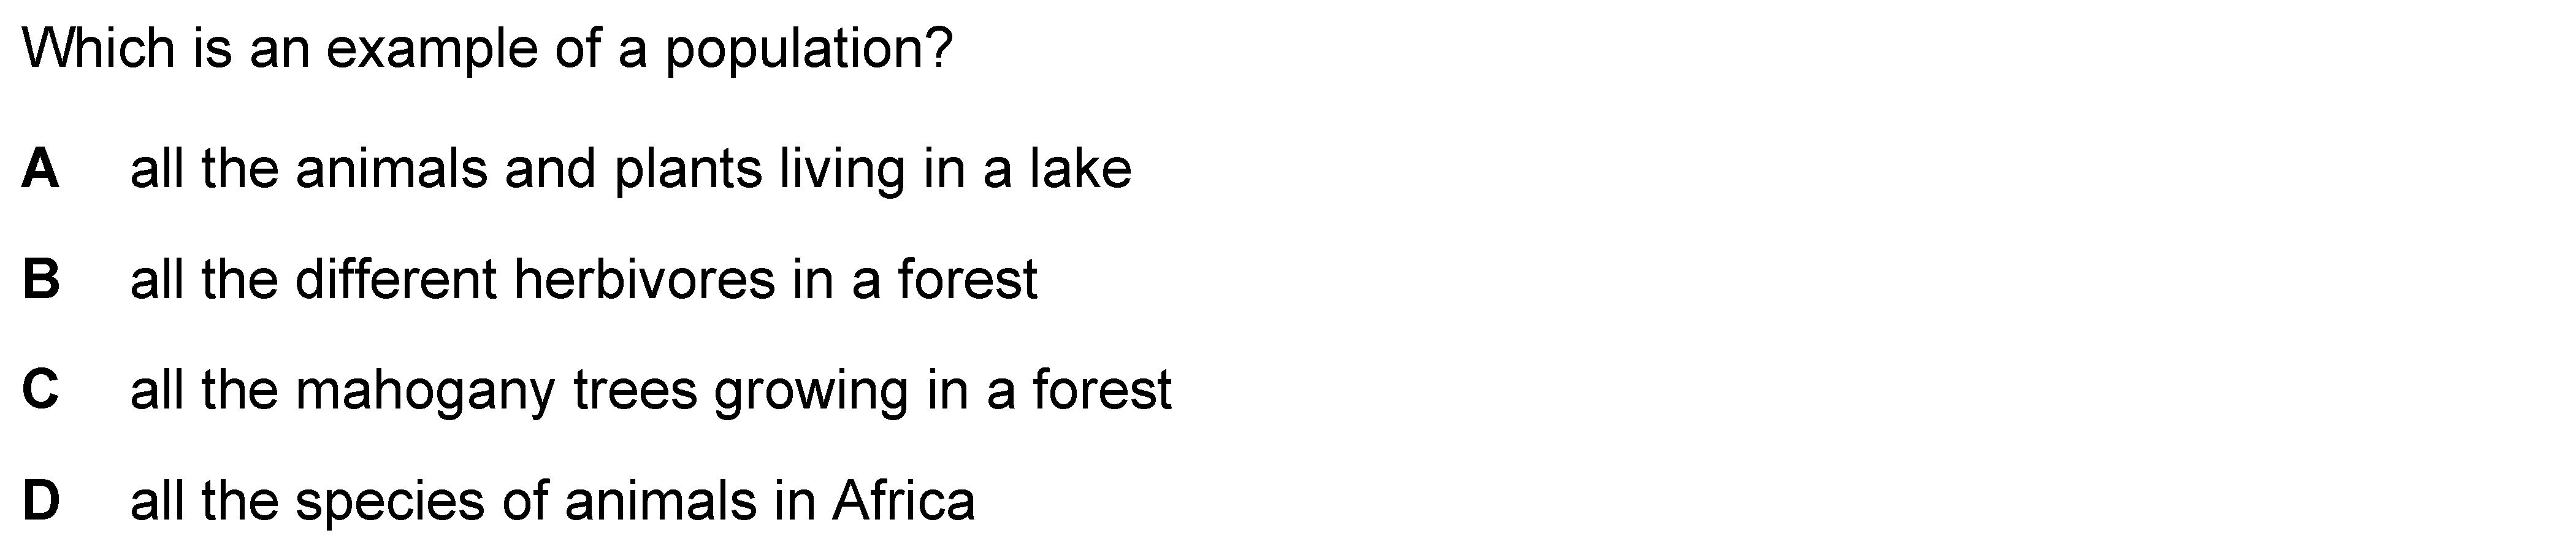 Which is an example of a population?
A all the animals and plants living in a lake
B all the different herbivores in a forest
C all the mahogany trees growing in a forest
D all the species of animals in Africa